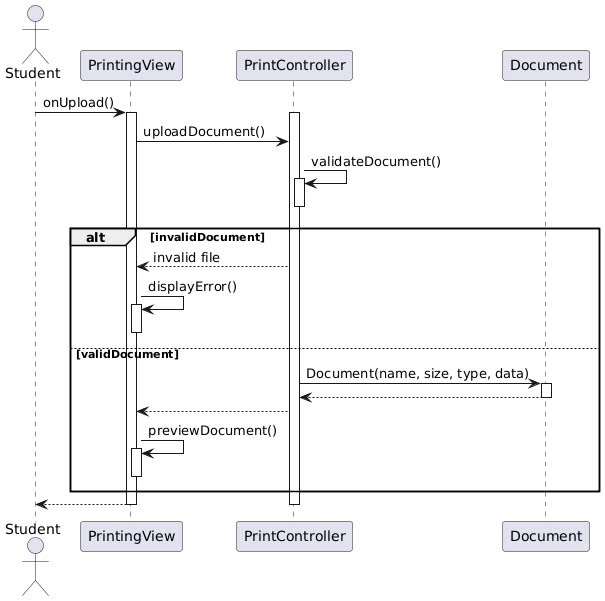 Student
PrintingView
PrintController
Document
onUpload()
uploadDocument()
validateDocument()
alt
[invalidDocument]
invalid file
displayError()
[validDocument]
Document(name, size, type, data)
previewDocument()
Student
PrintingView
PrintController
Document